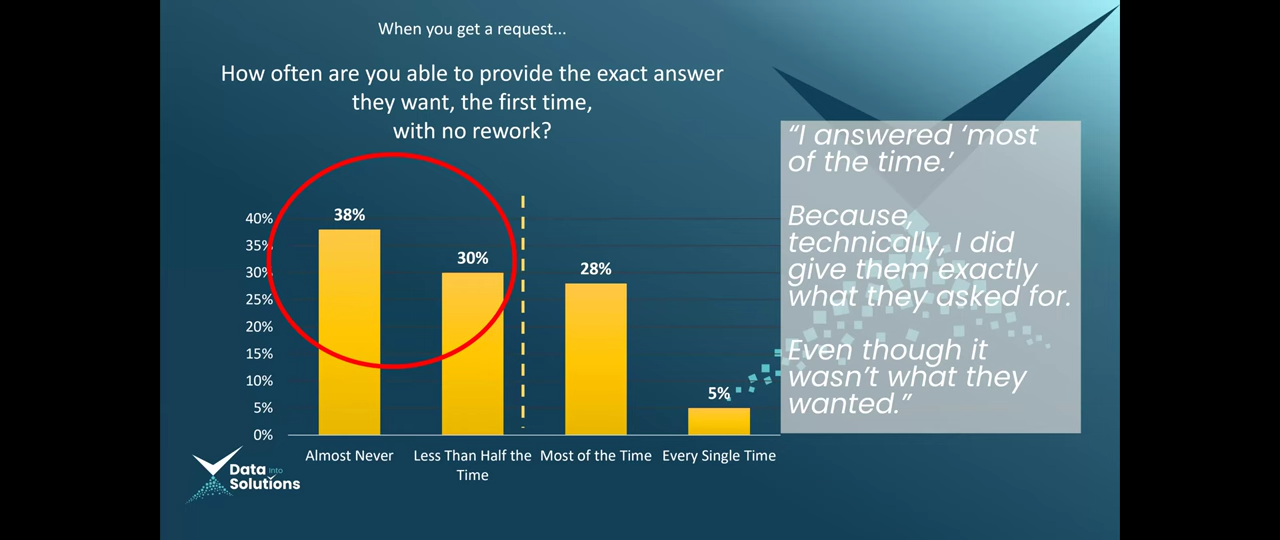 When you get a request...
How often are you able to provide the exact answer
they want, the first time,
with no rework?
40%
35%
30%
25%
20%
15%
10%
5%
0%
38%
30%
28%
5%
Almost Never
Less Than Half the
Time
Most of the Time
Every Single Time
“I answered ‘most
of the time.’
Because,
technically, I did
give them exactly
what they asked for.
Even though it
wasn’t what they
wanted.”
Data Into
Solutions